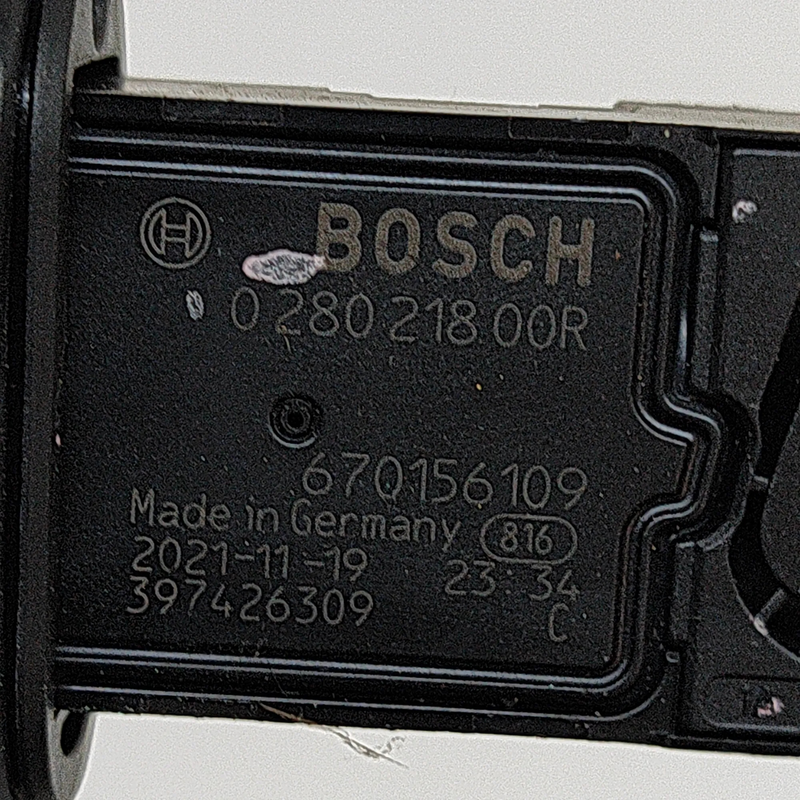 BOSCH
0 280 218 00R
670156109
Made in Germany 816
2021-11-19 23:34
397426309 C